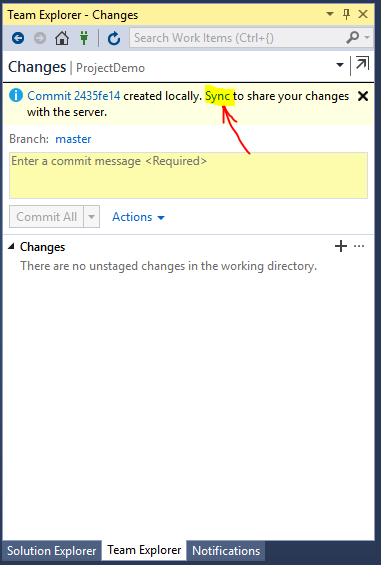 Team Explorer - Changes
Search Work Items (Ctrl+{)
Changes | ProjectDemo
Commit 2435fe14 created locally. Sync to share your changes
with the server.
Branch: master
Enter a commit message <Required>
Commit All Actions
Changes
There are no unstaged changes in the working directory.
Solution Explorer Team Explorer Notifications